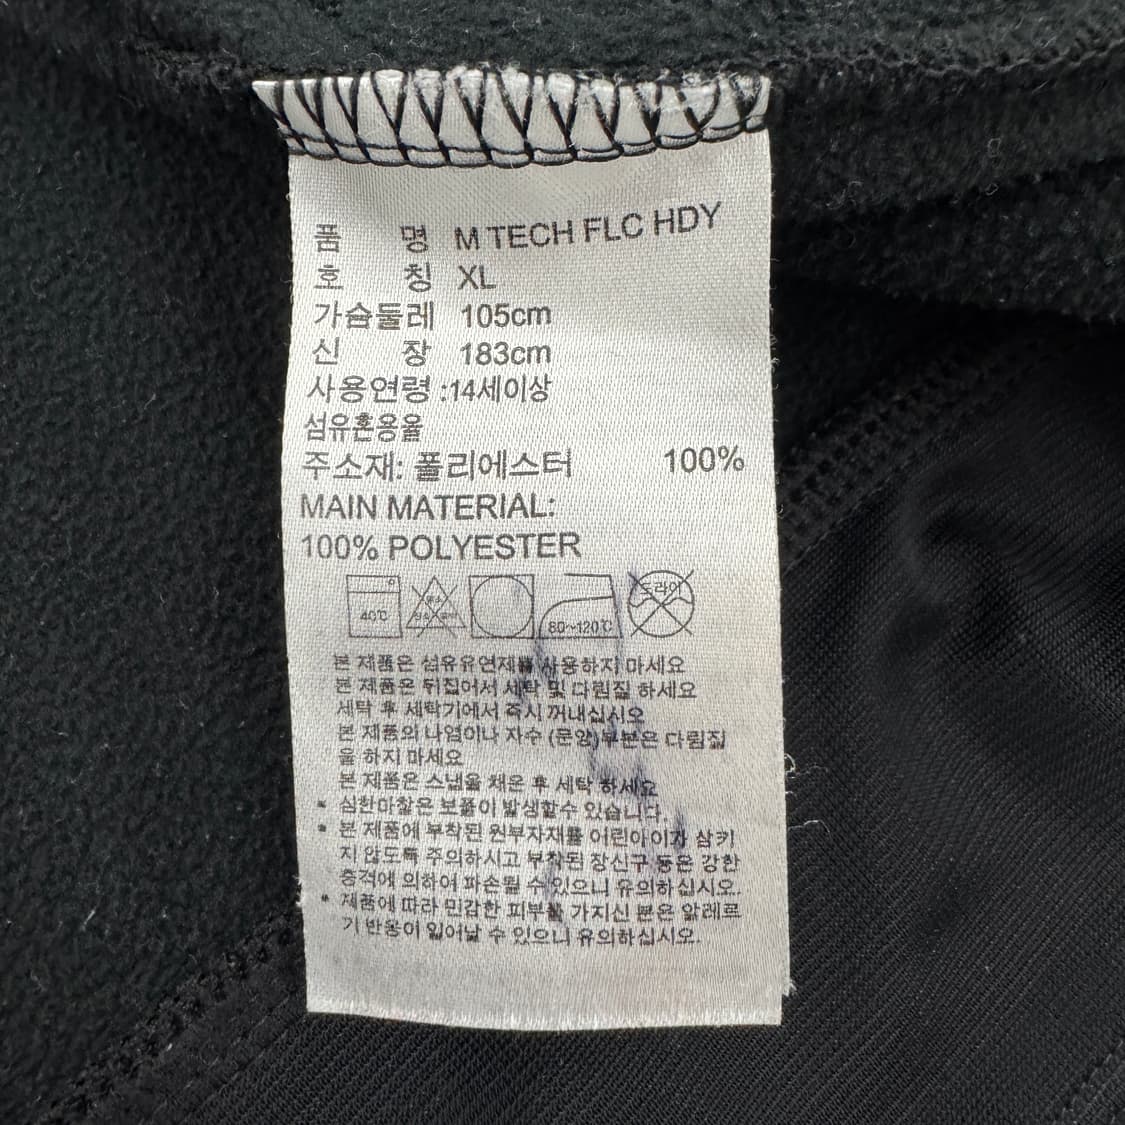 품 명 M TECH FLC HDY
호 칭 XL
가슴둘레 105cm
신 장 183cm
사용연령 :14세이상
섬유혼용율
주소재: 폴리에스터 100%
MAIN MATERIAL:
100% POLYESTER
40℃ 80~120℃ 드라이
본 제품은 섬유유연제를 사용하지 마세요
본 제품은 뒤집어서 세탁 및 다림질 하세요
세탁 후 세탁기에서 즉시 꺼내십시오
본 제품의 나염이나 자수 (문양)부분은 다림질
을 하지 마세요
본 제품은 스냅을 채운 후 세탁 하세요
* 심한마찰은 보풀이 발생할수 있습니다.
* 본 제품에 부착된 원부자재를 어린아이가 삼키
지 않도록 주의하시고 부착된 장신구 등은 강한
충격에 의하여 파손될 수 있으니 유의하십시오.
* 제품에 따라 민감한 피부를 가지신 분은 알레르
기 반응이 일어날 수 있으니 유의하십시오.